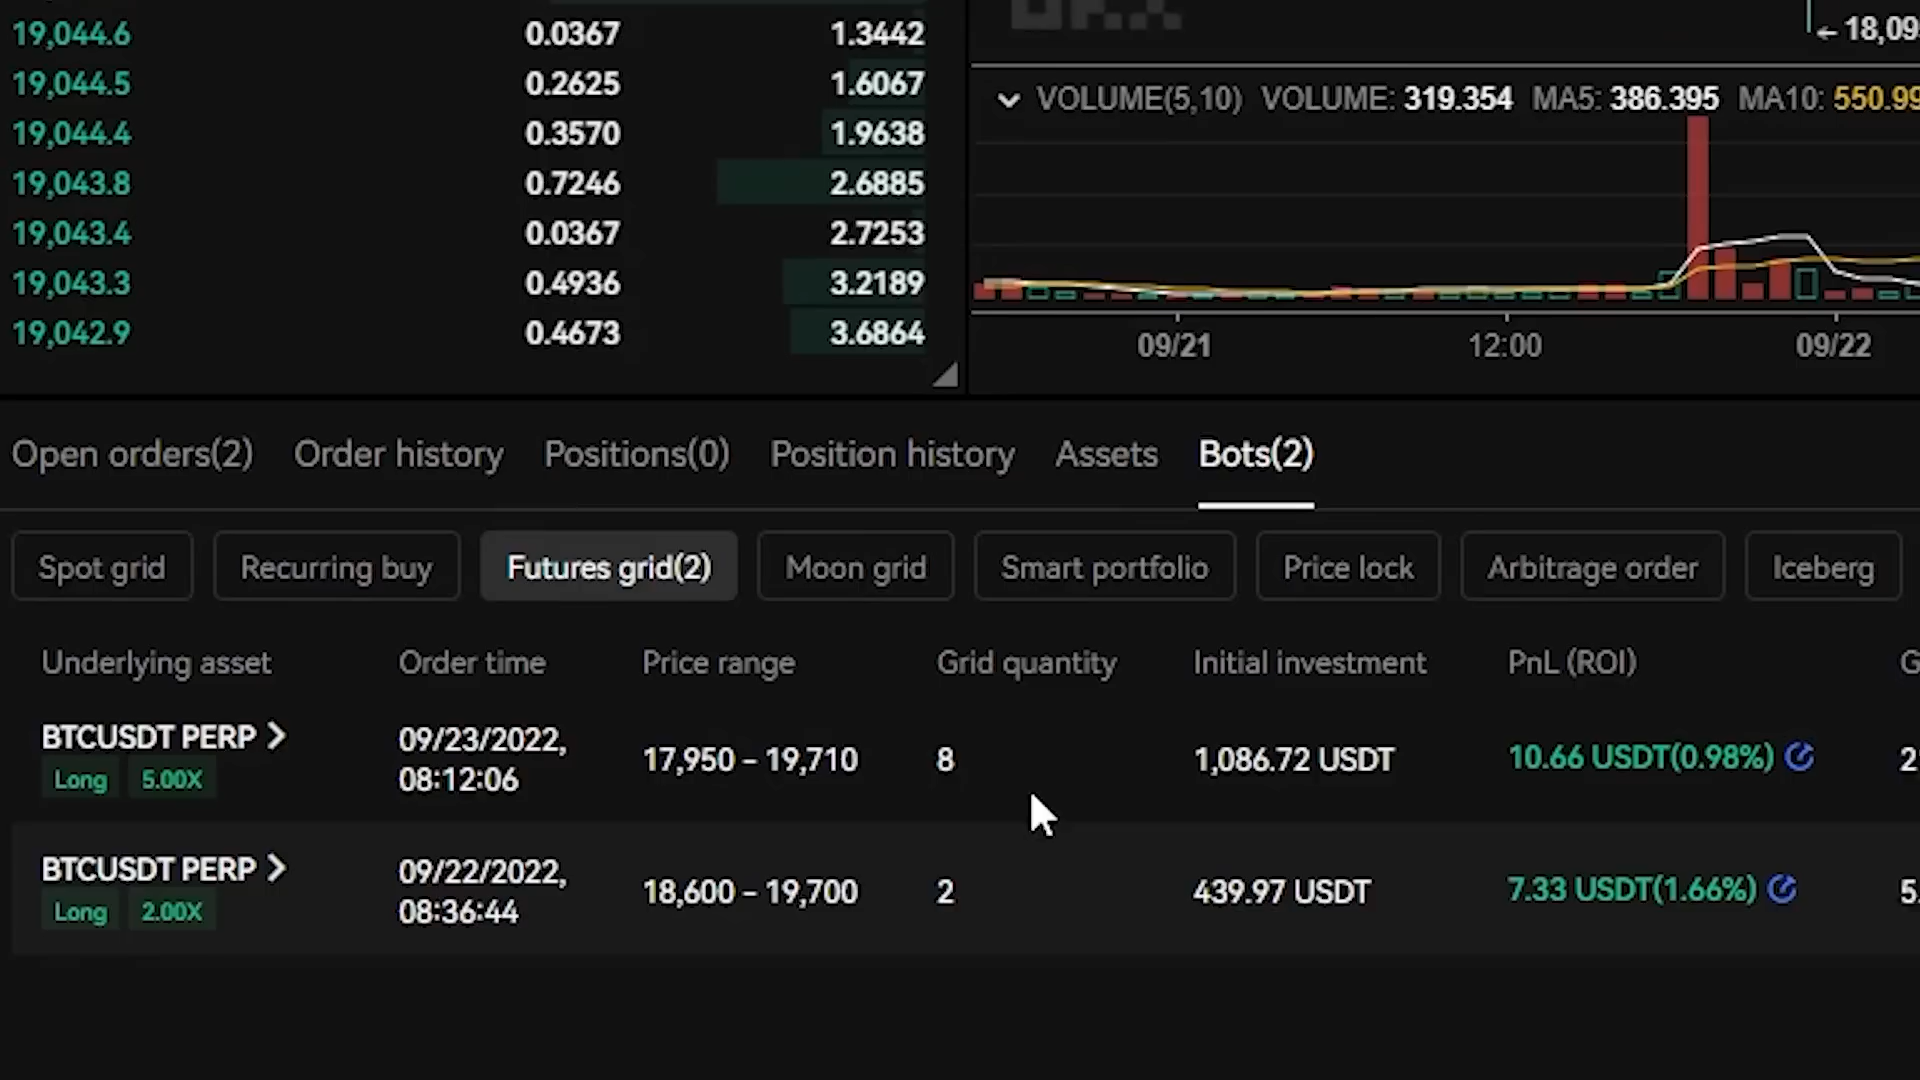 19,044.6 0.0367 1.3442
19,044.5 0.2625 1.6067
19,044.4 0.3570 1.9638
19,043.8 0.7246 2.6885
19,043.4 0.0367 2.7253
19,043.3 0.4936 3.2189
19,042.9 0.4673 3.6864
← 18,09
VOLUME(5,10) VOLUME: 319.354 MA5: 386.395 MA10: 550.99
09/21 12:00 09/22
Open orders(2) Order history Positions(0) Position history Assets Bots(2)
Spot grid Recurring buy Futures grid(2) Moon grid Smart portfolio Price lock Arbitrage order Iceberg
Underlying asset Order time Price range Grid quantity Initial investment PnL (ROI) G
BTCUSDT PERP > 09/23/2022, 17,950 – 19,710 8 1,086.72 USDT 10.66 USDT(0.98%) 2
Long 5.00X 08:12:06
BTCUSDT PERP > 09/22/2022, 18,600 – 19,700 2 439.97 USDT 7.33 USDT(1.66%) 5.
Long 2.00X 08:36:44